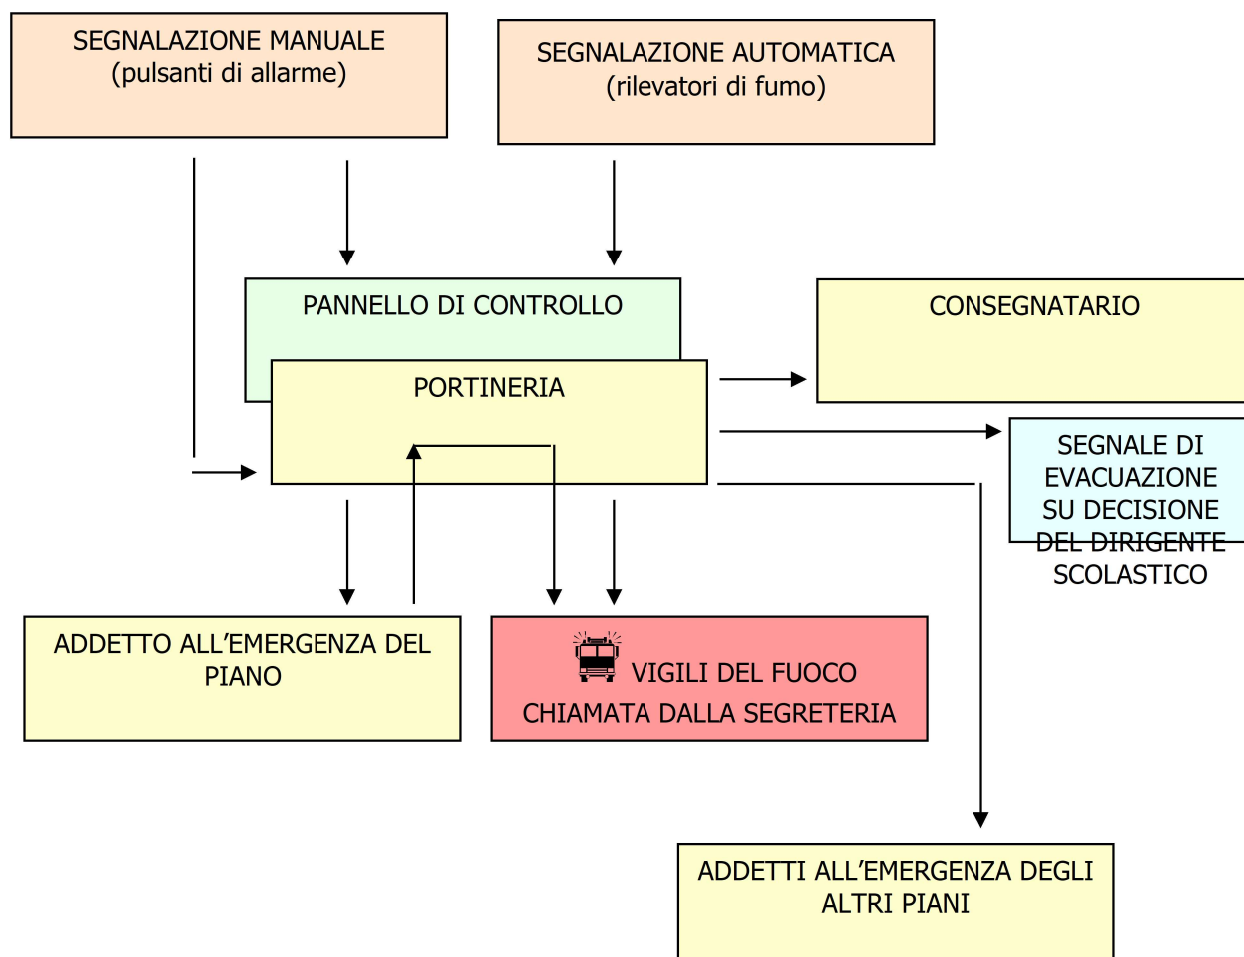 SEGNALAZIONE MANUALE
(pulsanti di allarme)
SEGNALAZIONE AUTOMATICA
(rilevatori di fumo)
PANNELLO DI CONTROLLO
CONSEGNATARIO
PORTINERIA
SEGNALE DI
EVACUAZIONE
SU DECISIONE
DEL DIRIGENTE
SCOLASTICO
ADDETTO ALL’EMERGENZA DEL
PIANO
VIGILI DEL FUOCO
CHIAMATA DALLA SEGRETERIA
ADDETTI ALL’EMERGENZA DEGLI
ALTRI PIANI